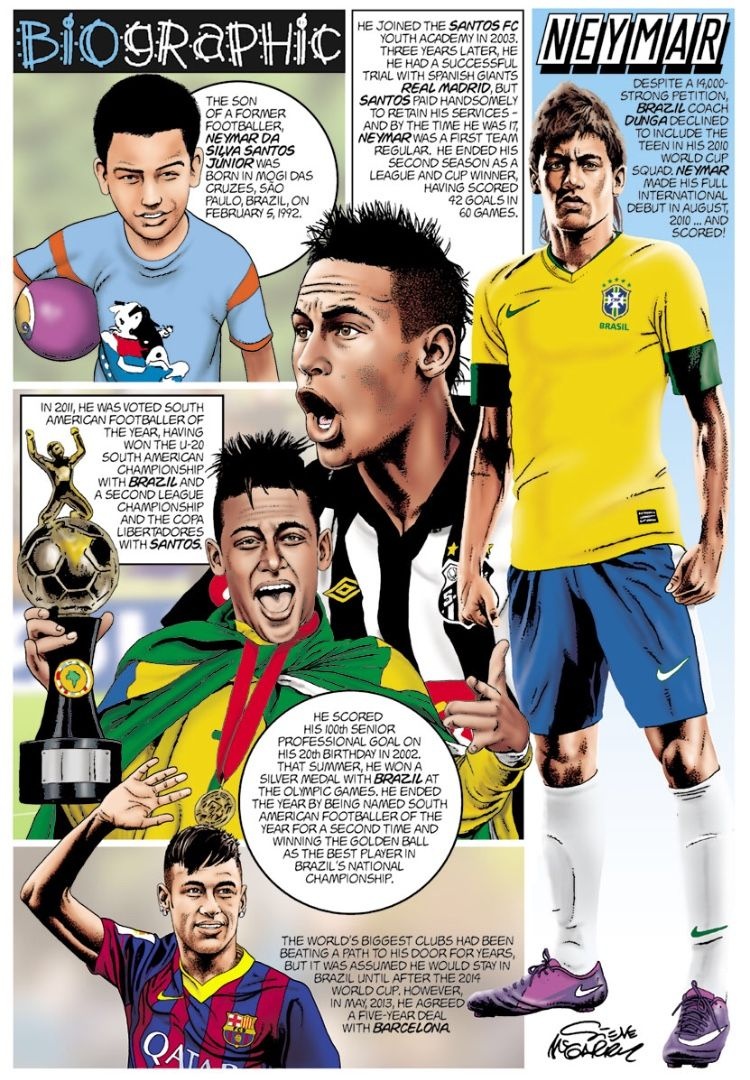 BiOGRAPHiC
THE SON
OF A FORMER
FOOTBALLER,
NEYMAR DA
SILVA SANTOS
JÚNIOR WAS
BORN IN MOGI DAS
CRUZES, SÃO
PAULO, BRAZIL, ON
FEBRUARY 5, 1992.
HE JOINED THE SANTOS FC
YOUTH ACADEMY IN 2003.
THREE YEARS LATER, HE
HE HAD A SUCCESSFUL
TRIAL WITH SPANISH GIANTS
REAL MADRID, BUT
SANTOS PAID HANDSOMELY
TO RETAIN HIS SERVICES -
AND BY THE TIME HE WAS 17,
NEYMAR WAS A FIRST TEAM
REGULAR. HE ENDED HIS
SECOND SEASON AS A
LEAGUE AND CUP WINNER,
HAVING SCORED
42 GOALS IN
60 GAMES.
NEYMAR
DESPITE A 14,000-
STRONG PETITION,
BRAZIL COACH
DUNGA DECLINED
TO INCLUDE THE
TEEN IN HIS 2010
WORLD CUP
SQUAD. NEYMAR
MADE HIS FULL
INTERNATIONAL
DEBUT IN AUGUST,
2010 ... AND
SCORED!
BRASIL
IN 2011, HE WAS VOTED SOUTH
AMERICAN FOOTBALLER OF
THE YEAR, HAVING
WON THE U-20
SOUTH AMERICAN
CHAMPIONSHIP
WITH BRAZIL AND
A SECOND LEAGUE
CHAMPIONSHIP
AND THE COPA
LIBERTADORES
WITH SANTOS.
HE SCORED
HIS 100th SENIOR
PROFESSIONAL GOAL ON
HIS 20th BIRTHDAY IN 2002.
THAT SUMMER, HE WON A
SILVER MEDAL WITH BRAZIL AT
THE OLYMPIC GAMES. HE ENDED
THE YEAR BY BEING NAMED SOUTH
AMERICAN FOOTBALLER OF THE
YEAR FOR A SECOND TIME AND
WINNING THE GOLDEN BALL
AS THE BEST PLAYER IN
BRAZIL'S NATIONAL
CHAMPIONSHIP.
THE WORLD'S BIGGEST CLUBS HAD BEEN
BEATING A PATH TO HIS DOOR FOR YEARS,
BUT IT WAS ASSUMED HE WOULD STAY IN
BRAZIL UNTIL AFTER THE 2014
WORLD CUP. HOWEVER,
IN MAY, 2013, HE AGREED
A FIVE-YEAR DEAL
WITH BARCELONA.
QATA
STEVE
McGARRY